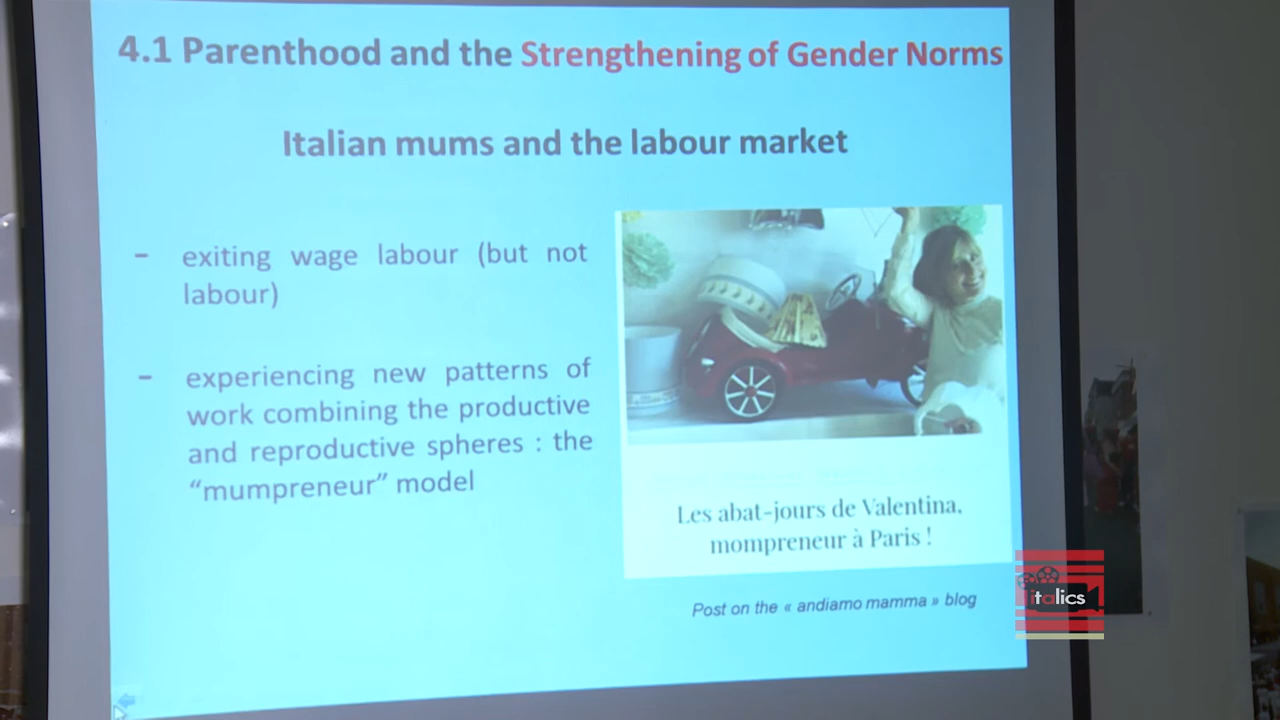 4.1 Parenthood and the Strengthening of Gender Norms
Italian mums and the labour market
- exiting wage labour (but not
labour)
- experiencing new patterns of
work combining the productive
and reproductive spheres : the
“mumpreneur” model
Les abat-jours de Valentina,
mompreneur à Paris !
Post on the « andiamo mamma » blog
italics